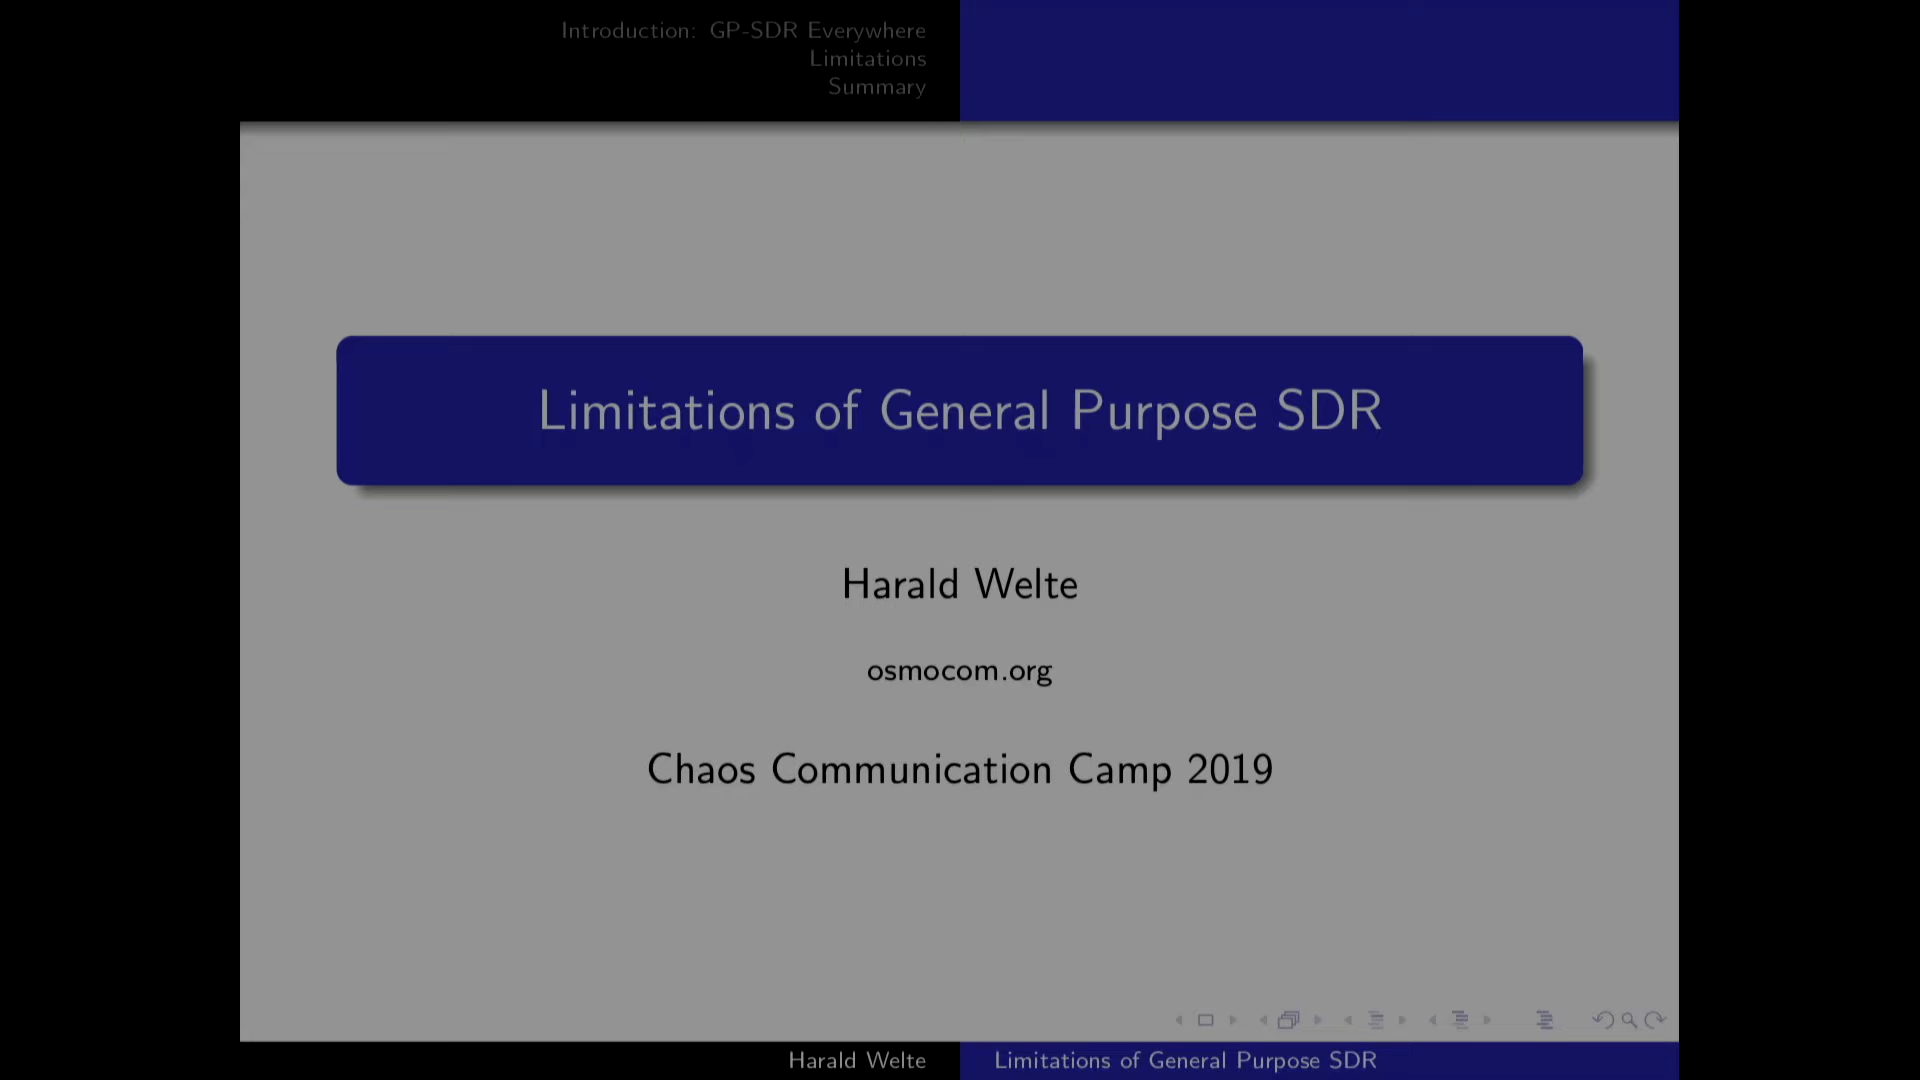 Introduction: GP-SDR Everywhere
Limitations
Summary
Limitations of General Purpose SDR
Harald Welte
osmocom.org
Chaos Communication Camp 2019
Harald Welte
Limitations of General Purpose SDR